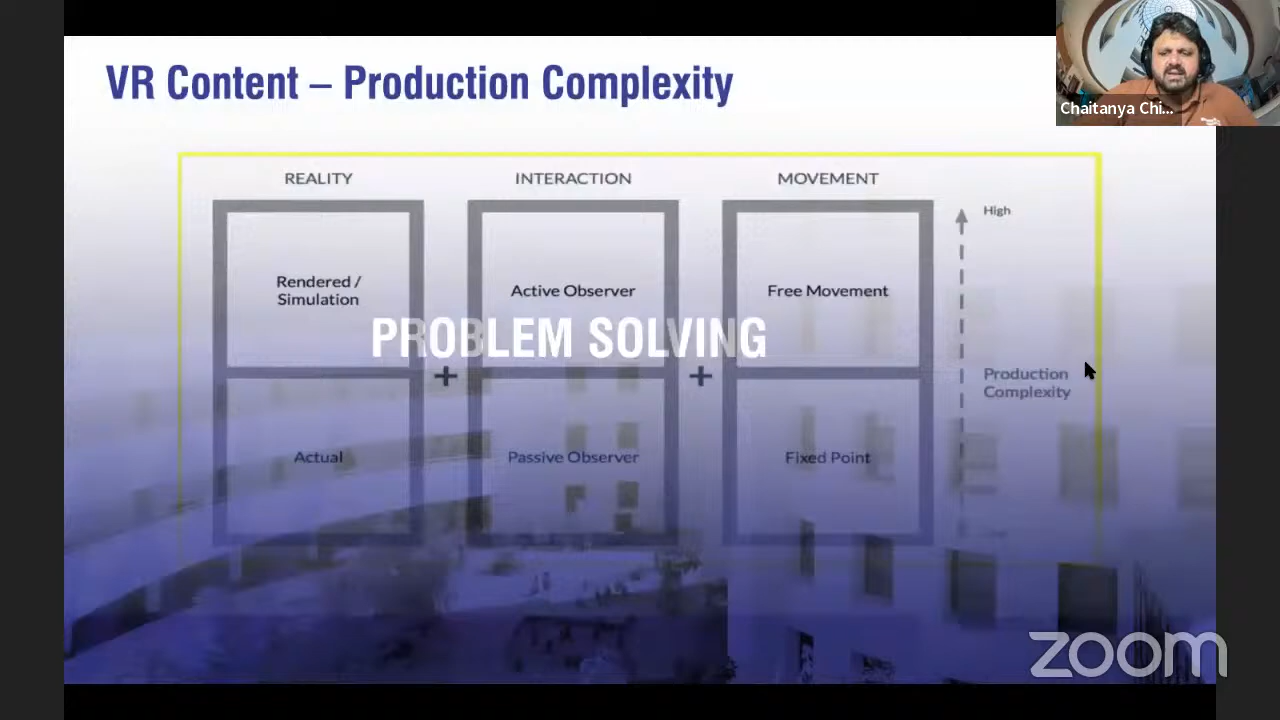 VR Content – Production Complexity
Chaitanya Chi...
REALITY
INTERACTION
MOVEMENT
High
Rendered /
Simulation
Active Observer
Free Movement
PROBLEM SOLVING
+
+
Production
Complexity
Actual
Passive Observer
Fixed Point
zoom